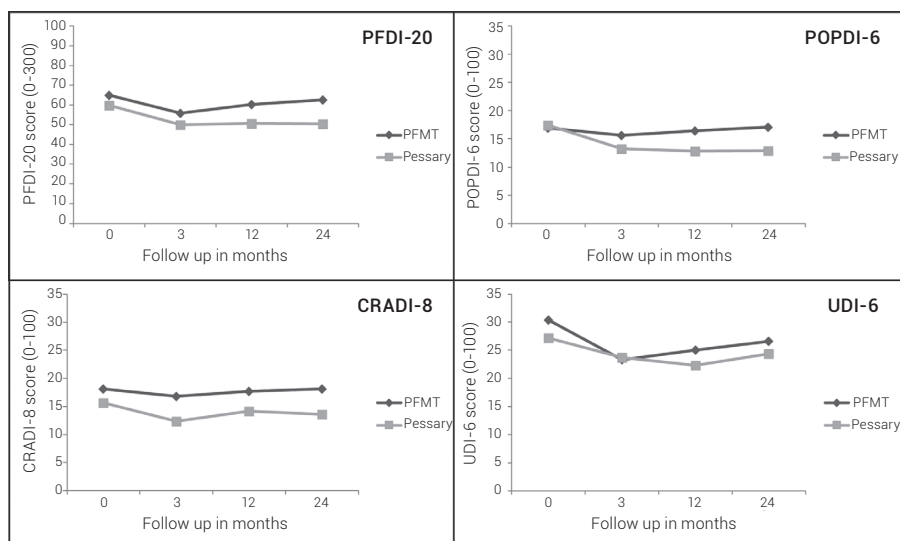 PFDI-20
PFDI-20 score (0-300)
100
90
80
70
60
50
40
30
20
10
0
0 3 12 24
Follow up in months
PFMT
Pessary
POPDI-6
POPDI-6 score (0-100)
35
30
25
20
15
10
5
0
0 3 12 24
Follow up in months
PFMT
Pessary
CRADI-8
CRADI-8 score (0-100)
35
30
25
20
15
10
5
0
0 3 12 24
Follow up in months
PFMT
Pessary
UDI-6
UDI-6 score (0-100)
35
30
25
20
15
10
5
0
0 3 12 24
Follow up in months
PFMT
Pessary